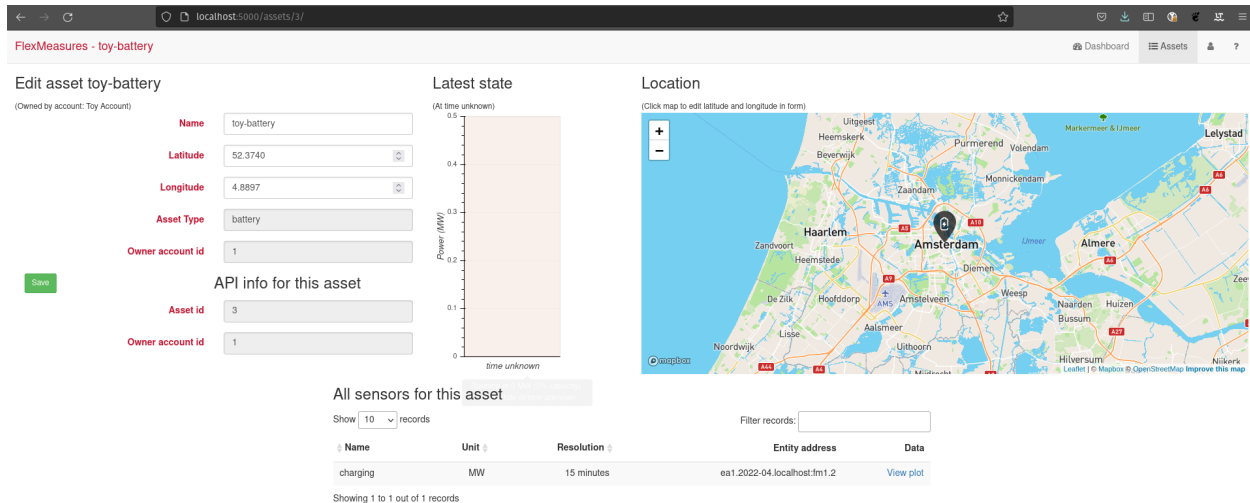 localhost:5000/assets/3/
FlexMeasures - toy-battery
Dashboard
Assets
?
Edit asset toy-battery
(Owned by account: Toy Account)
Name
toy-battery
Latitude
52.3740
Longitude
4.8897
Asset Type
battery
Owner account id
1
Save
API info for this asset
Asset id
3
Owner account id
1
Latest state
(At time unknown)
0.5
0.4
0.3
0.2
0.1
0
Power (MW)
time unknown
Location
(Click map to edit latitude and longitude in form)
+
−
Uitgeest
Markermeer & IJmeer
Heemskerk
Lelystad
Purmerend
Volendam
Beverwijk
Monnickendam
A6
A6
Zaandam
A5
A10
Haarlem
Amsterdam
IJmeer
Almere
Zandvoort
A6
Heemstede
Diemen
A9
Zee
De Zilk
Hoofddorp
AMS
Amstelveen
Weesp
Naarden
Huizen
Bussum
Aalsmeer
A27
Lisse
Noordwijk
Uithoorn
Hilversum
mapbox
A44
A4
Mijdrecht
Nijkerk
Leaflet | © Mapbox © OpenStreetMap Improve this map
All sensors for this asset
Show 10 records
Filter records:
Name Unit Resolution Entity address Data
charging MW 15 minutes ea1.2022-04.localhost:fm1.2 View plot
Showing 1 to 1 out of 1 records